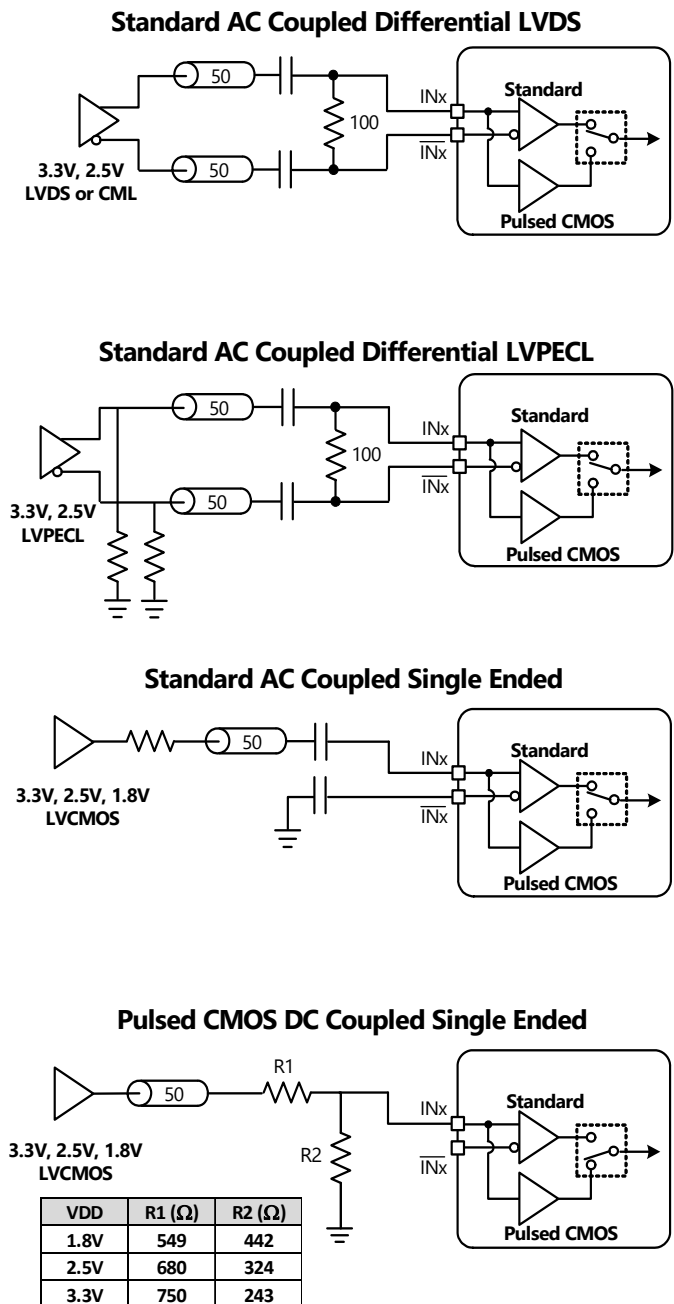 Standard AC Coupled Differential LVDS
50
50
100
3.3V, 2.5V
LVDS or CML
INx
INx
Standard
Pulsed CMOS
Standard AC Coupled Differential LVPECL
50
50
100
3.3V, 2.5V
LVPECL
INx
INx
Standard
Pulsed CMOS
Standard AC Coupled Single Ended
50
3.3V, 2.5V, 1.8V
LVCMOS
INx
INx
Standard
Pulsed CMOS
Pulsed CMOS DC Coupled Single Ended
50
R1
R2
3.3V, 2.5V, 1.8V
LVCMOS
INx
INx
Standard
Pulsed CMOS
VDD R1 (Ω) R2 (Ω)
1.8V 549 442
2.5V 680 324
3.3V 750 243